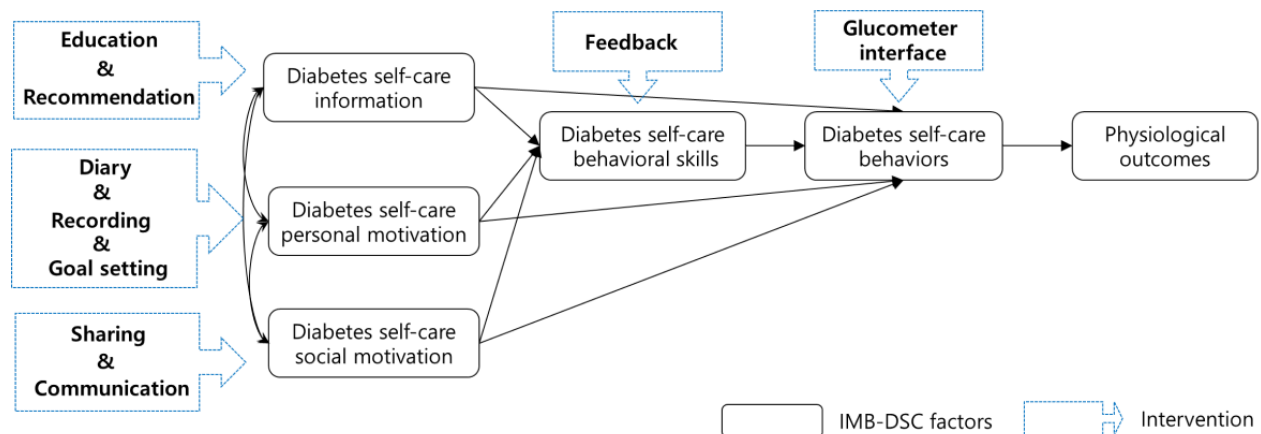 Education
&
Recommendation
Diary
&
Recording
&
Goal setting
Sharing
&
Communication
Diabetes self-care
information
Diabetes self-care
personal motivation
Diabetes self-care
social motivation
Feedback
Diabetes self-care
behavioral skills
Glucometer
interface
Diabetes self-care
behaviors
Physiological
outcomes
IMB-DSC factors
Intervention